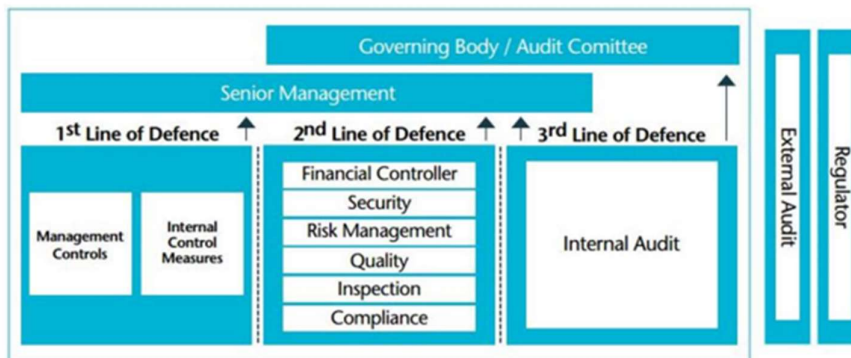 Governing Body / Audit Comittee
Senior Management
1st Line of Defence
2nd Line of Defence
3rd Line of Defence
Management
Controls
Internal
Control
Measures
Financial Controller
Security
Risk Management
Quality
Inspection
Compliance
Internal Audit
External Audit
Regulator